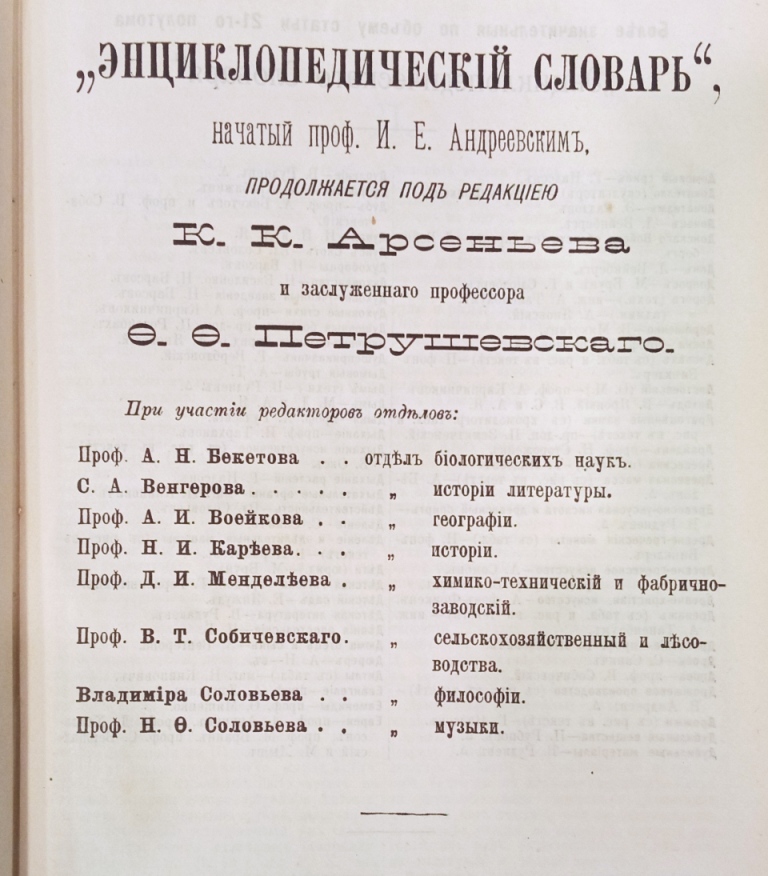 „ЭНЦИКЛОПЕДИЧЕСКІЙ СЛОВАРЬ“,
начатый проф. И. Е. Андреевскимъ,
ПРОДОЛЖАЕТСЯ ПОДЪ РЕДАКЦІЕЮ
К. К. Арсеньева
и заслуженнаго профессора
Ѳ. Ѳ. Петрушевскаго.
При участіи редакторовъ отдѣловъ:
Проф. А. Н. Бекетова . . отдѣлъ біологическихъ наук.
С. А. Венгерова . . . . . „ исторіи литературы.
Проф. А. И. Воейкова . . „ географіи.
Проф. Н. И. Карѣева. . . „ исторіи.
Проф. Д. И. Менделѣева . „ химико-техническій и фабрично-
заводскій.
Проф. В. Т. Собичевскаго. „ сельскохозяйственный и лѣсо-
водства.
Владиміра Соловьева . . „ философіи.
Проф. Н. Ѳ. Соловьева . . „ музыки.